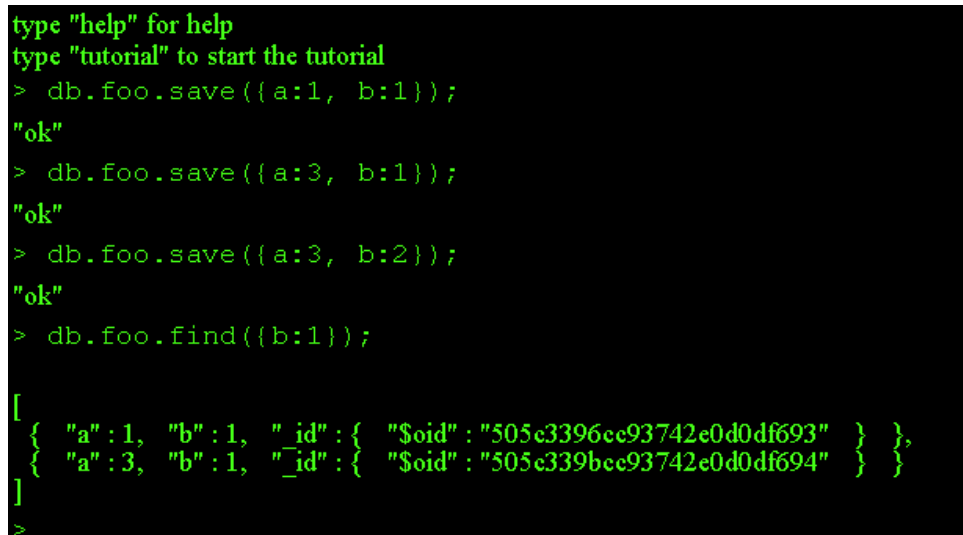 type "help" for help
type "tutorial" to start the tutorial
> db.foo.save({a:1, b:1});
"ok"
> db.foo.save({a:3, b:1});
"ok"
> db.foo.save({a:3, b:2});
"ok"
> db.foo.find({b:1});
[
{ "a" : 1, "b" : 1, "_id" : { "$oid" : "505c3396cc93742e0d0df693" } },
{ "a" : 3, "b" : 1, "_id" : { "$oid" : "505c339bcc93742e0d0df694" } }
]
>